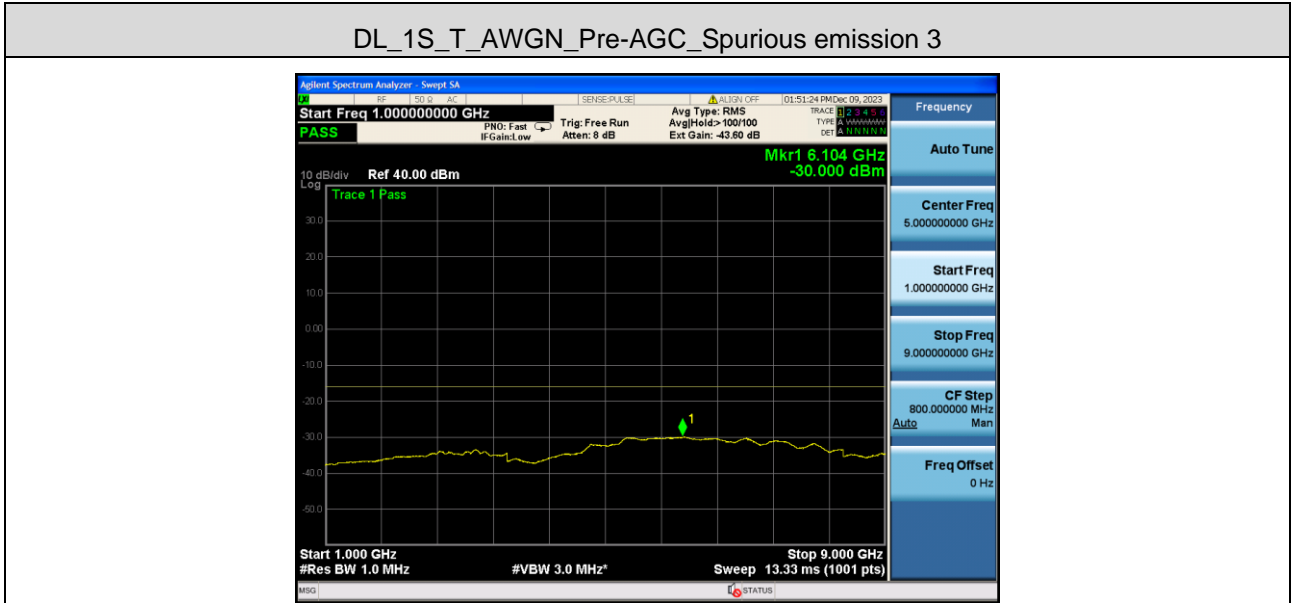 DL_1S_T_AWGN_Pre-AGC_Spurious emission 3
Agilent Spectrum Analyzer - Swept SA
RF 50 Ω AC SENSE:PULSE ALIGN OFF 01:51:24 PM Dec 09, 2023
Start Freq 1.000000000 GHz
PASS
PNO: Fast
IFGain:Low
Trig: Free Run
Atten: 8 dB
Avg Type: RMS
Avg|Hold:>100/100
Ext Gain: -43.60 dB
TRACE 1 2 3 4 5 6
TYPE A
DET A N N N N N
Mkr1 6.104 GHz
-30.000 dBm
10 dB/div Ref 40.00 dBm
Log
Trace 1 Pass
30.0
20.0
10.0
0.00
-10.0
-20.0
-30.0
-40.0
-50.0
1
Start 1.000 GHz
Stop 9.000 GHz
#Res BW 1.0 MHz
#VBW 3.0 MHz*
Sweep 13.33 ms (1001 pts)
MSG
STATUS
Frequency
Auto Tune
Center Freq
5.000000000 GHz
Start Freq
1.000000000 GHz
Stop Freq
9.000000000 GHz
CF Step
800.000000 MHz
Auto Man
Freq Offset
0 Hz